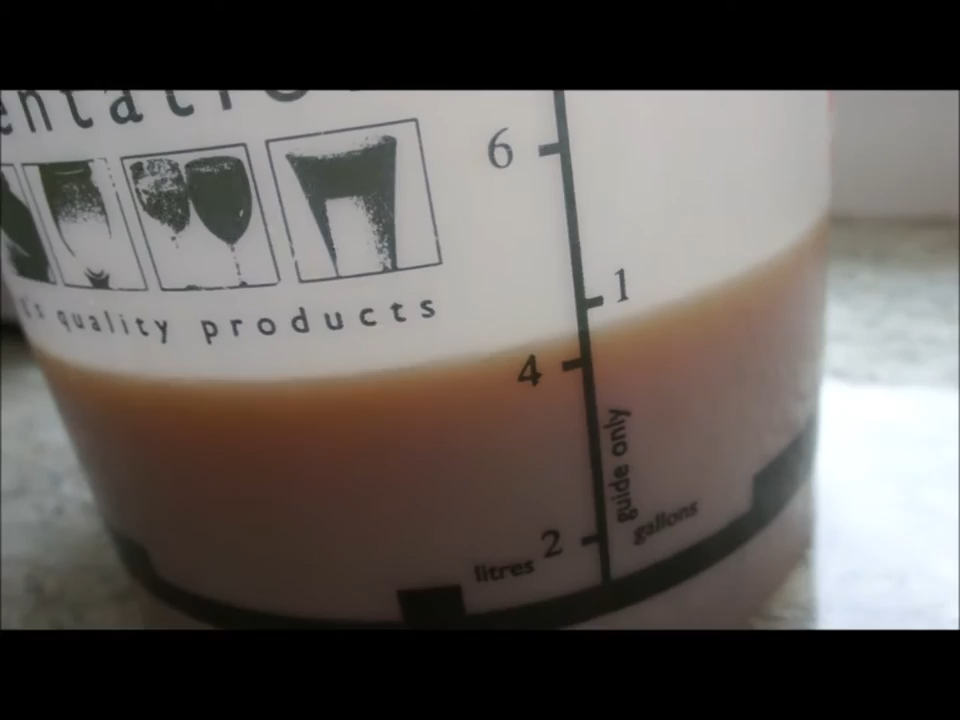 6
1
quality products
4
guide only
2
litres
gallons